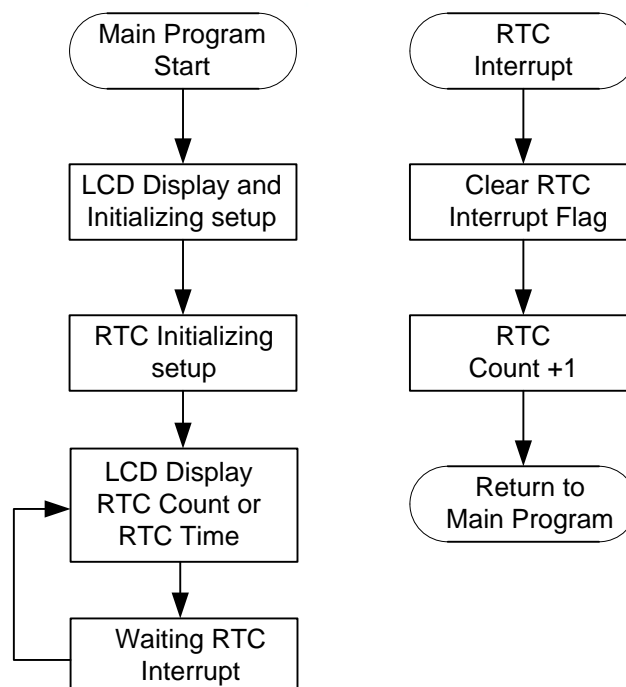 Main Program
Start
LCD Display and
Initializing setup
RTC Initializing
setup
LCD Display
RTC Count or
RTC Time
Waiting RTC
Interrupt
RTC
Interrupt
Clear RTC
Interrupt Flag
RTC
Count +1
Return to
Main Program